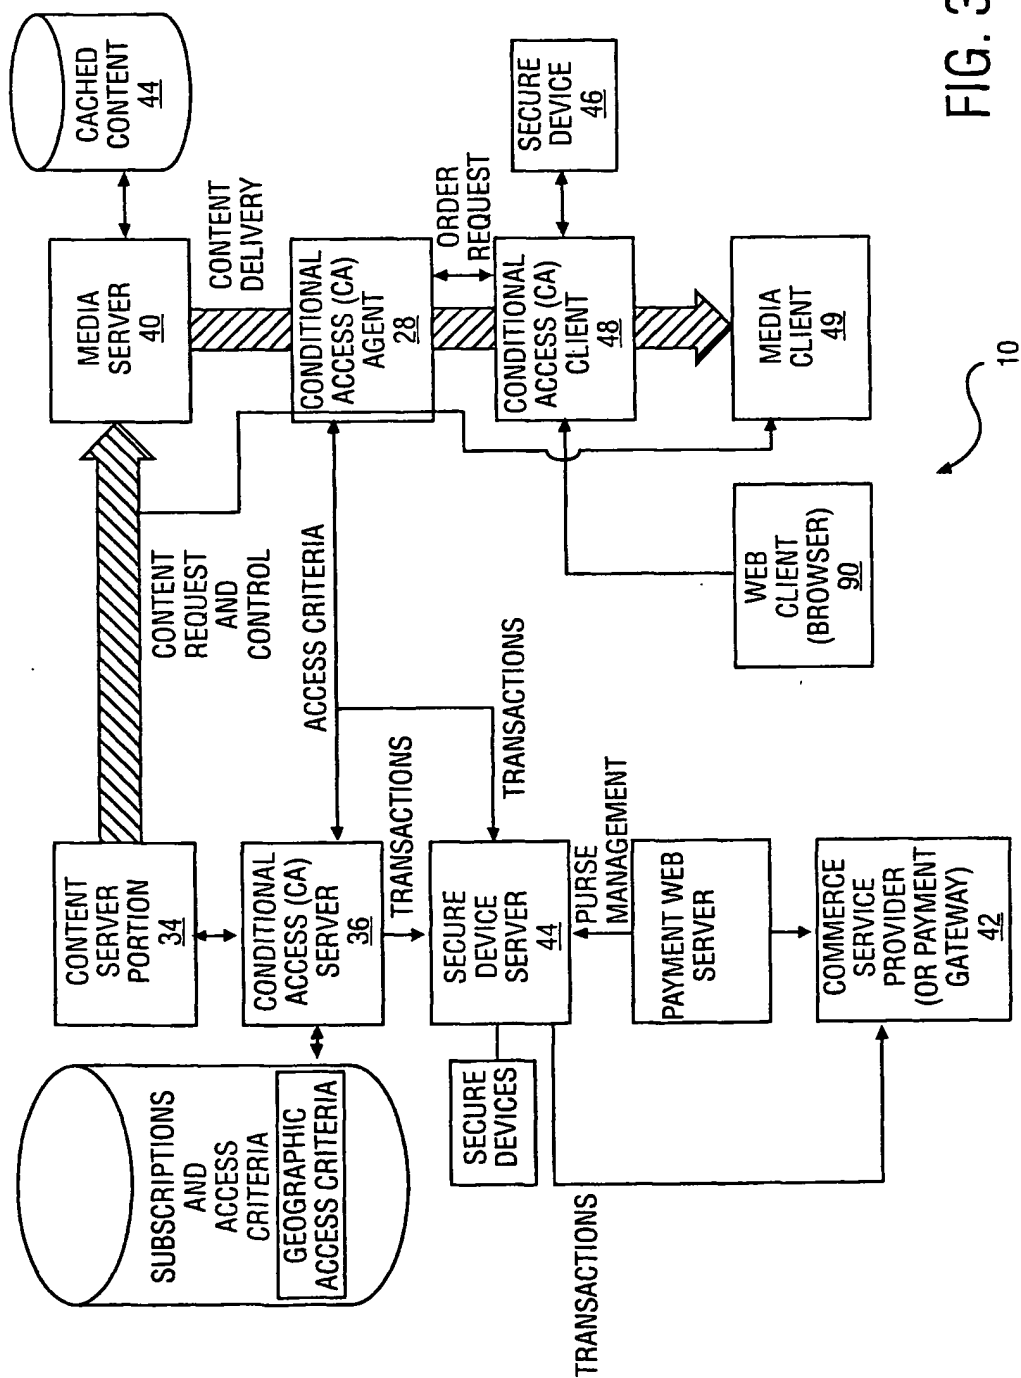 CACHED
CONTENT
44
MEDIA
SERVER
40
CONTENT
DELIVERY
CONDITIONAL
ACCESS (CA)
AGENT
28
ORDER
REQUEST
CONDITIONAL
ACCESS (CA)
CLIENT
48
SECURE
DEVICE
46
MEDIA
CLIENT
49
10
CONTENT
REQUEST
AND
CONTROL
ACCESS CRITERIA
TRANSACTIONS
TRANSACTIONS
WEB
CLIENT
(BROWSER)
90
CONTENT
SERVER
PORTION
34
CONDITIONAL
ACCESS (CA)
SERVER
36
SECURE
DEVICE
SERVER
44
PURSE
MANAGEMENT
PAYMENT WEB
SERVER
COMMERCE
SERVICE
PROVIDER
(OR PAYMENT
GATEWAY)
42
SUBSCRIPTIONS
AND
ACCESS
CRITERIA
GEOGRAPHIC
ACCESS CRITERIA
SECURE
DEVICES
TRANSACTIONS
FIG. 3